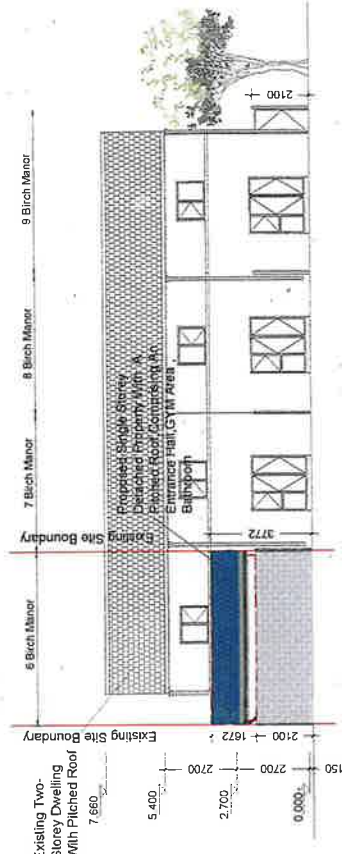 6 Birch Manor
7 Birch Manor
8 Birch Manor
9 Birch Manor
Existing Two-
Storey Dwelling
With Pitched Roof
Existing Site Boundary
Existing Site Boundary
Proposed Single Storey
Detached Property With A
Pitched Roof Comprising An
Entrance Hall, GYM Area,
Bathroom
7.660
5.400
2.700
0.000
2700
2700
150
1672
2100
3772
2100